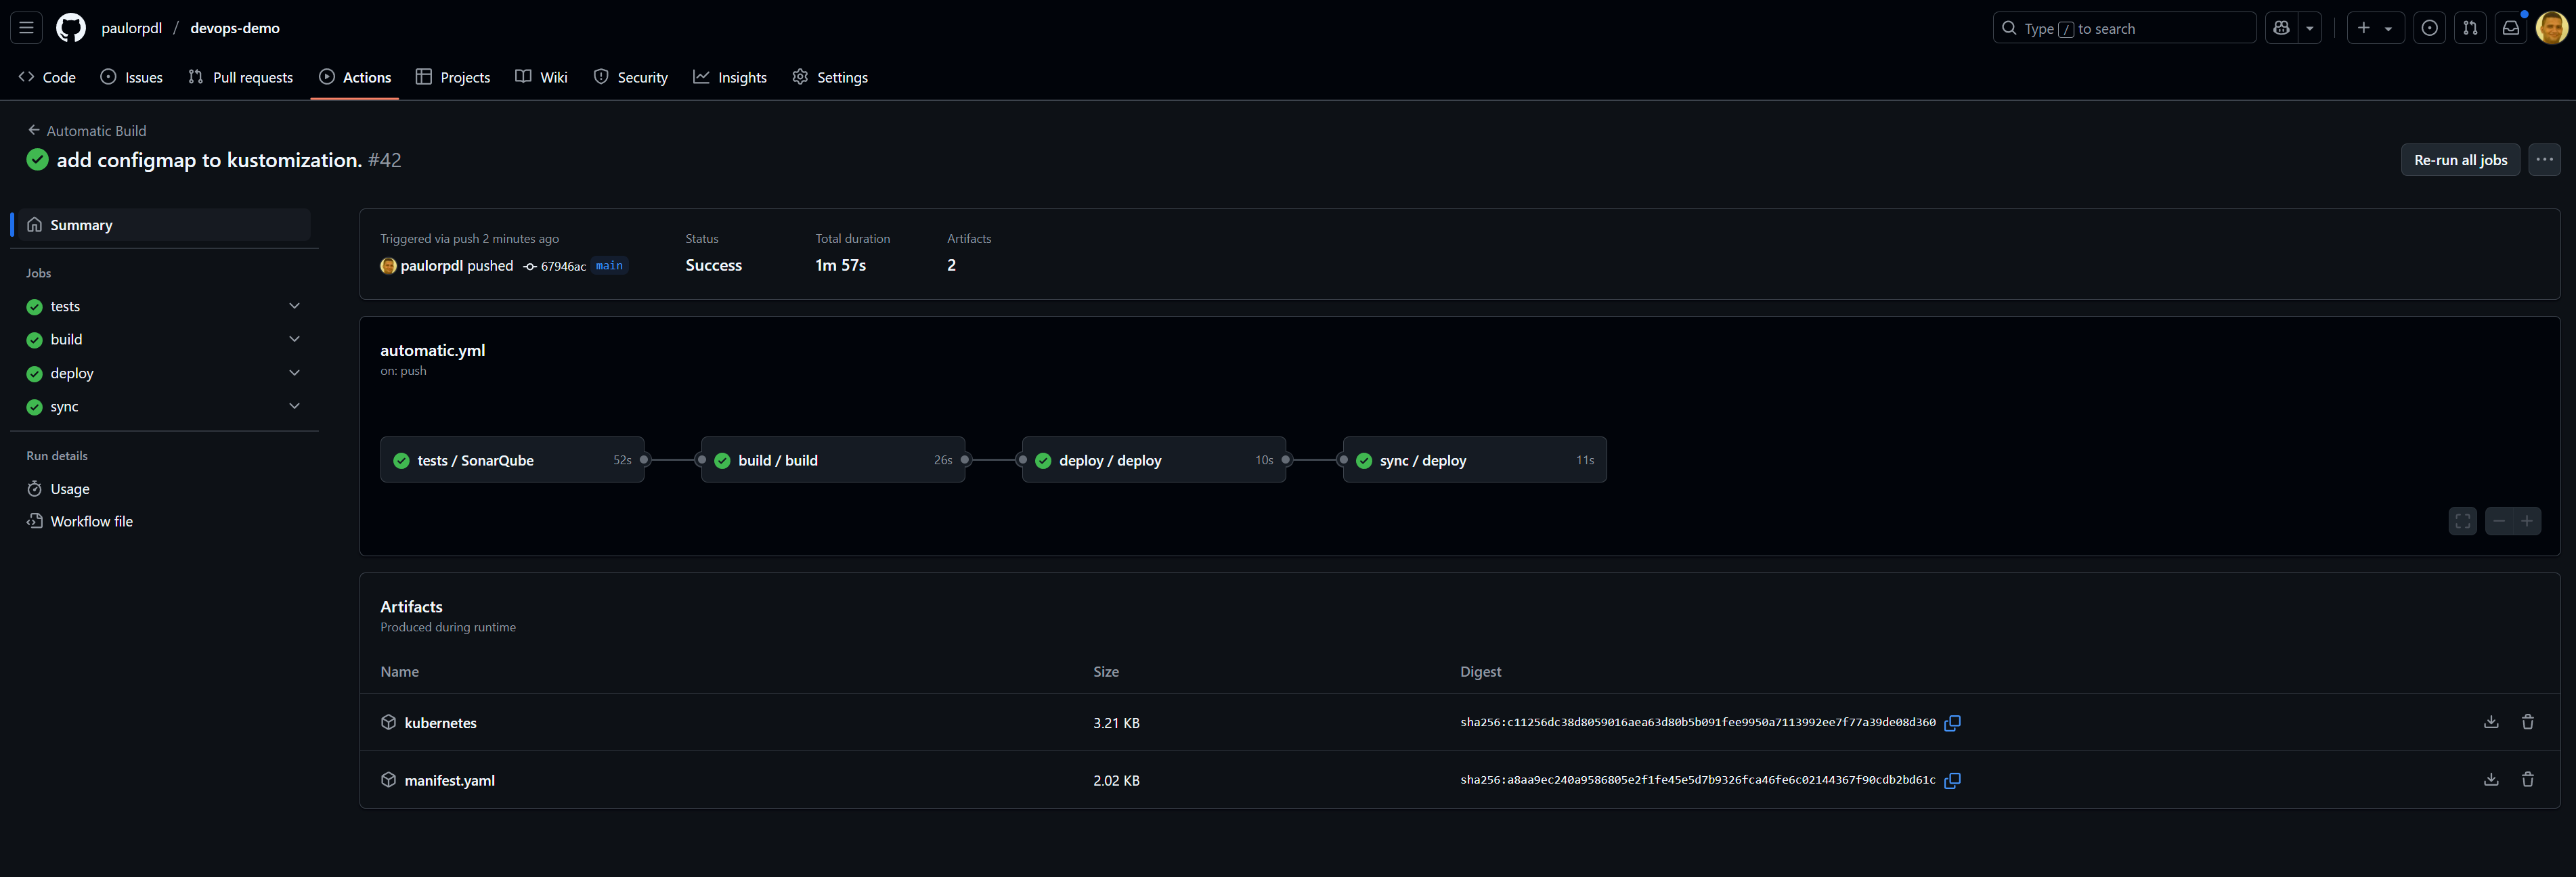 paulorpdl / devops-demo
Type / to search
Code Issues Pull requests Actions Projects Wiki Security Insights Settings
Automatic Build
add configmap to kustomization. #42
Re-run all jobs
Summary
Jobs
tests
build
deploy
sync
Run details
Usage
Workflow file
Triggered via push 2 minutes ago
paulorpdl pushed 67946ac main
Status
Success
Total duration
1m 57s
Artifacts
2
automatic.yml
on: push
tests / SonarQube 52s
build / build 26s
deploy / deploy 10s
sync / deploy 11s
Artifacts
Produced during runtime
Name Size Digest
kubernetes 3.21 KB sha256:c11256dc38d8059016aea63d80b5b091fee9950a7113992ee7f77a39de08d360
manifest.yaml 2.02 KB sha256:a8aa9ec240a9586805e2f1fe45e5d7b9326fca46fe6c02144367f90cdb2bd61c